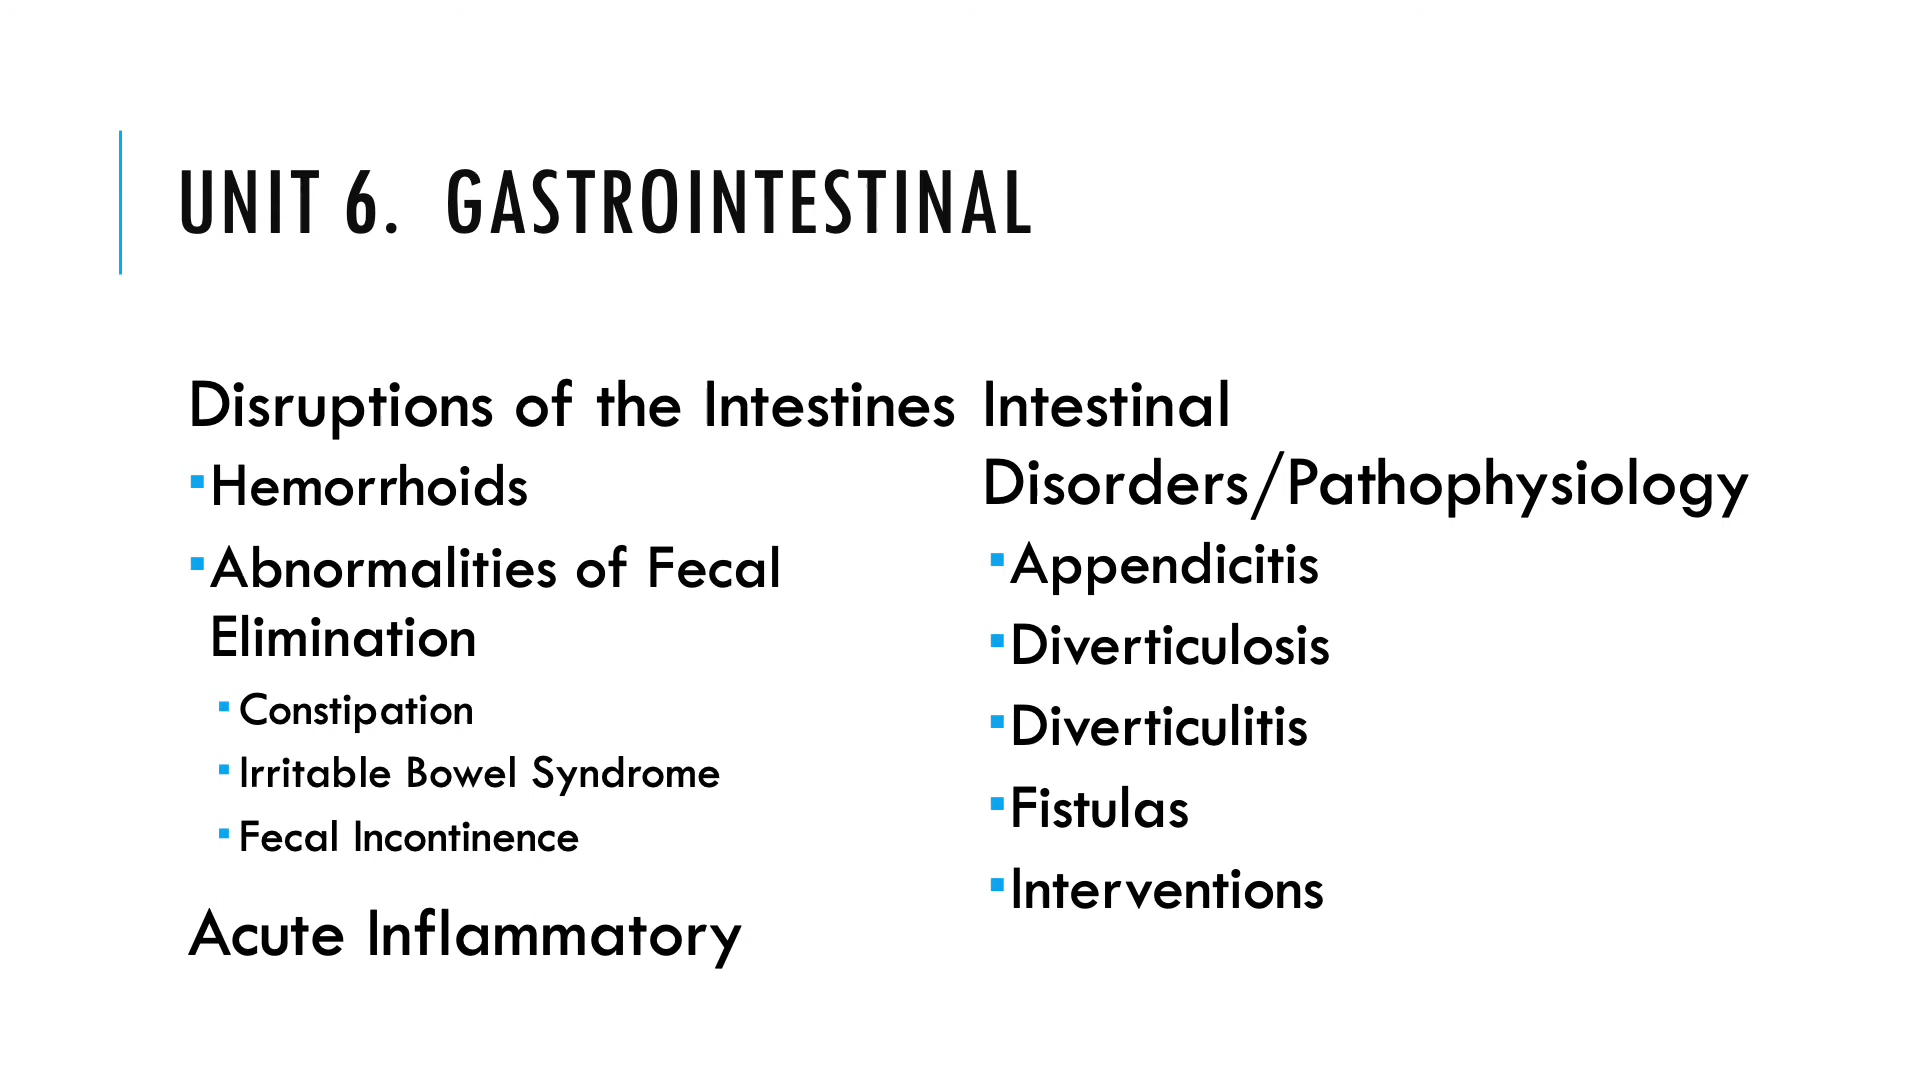 UNIT 6. GASTROINTESTINAL
Disruptions of the Intestines
▪Hemorrhoids
▪Abnormalities of Fecal
Elimination
▪Constipation
▪Irritable Bowel Syndrome
▪Fecal Incontinence
Acute Inflammatory
Intestinal
Disorders/Pathophysiology
▪Appendicitis
▪Diverticulosis
▪Diverticulitis
▪Fistulas
▪Interventions